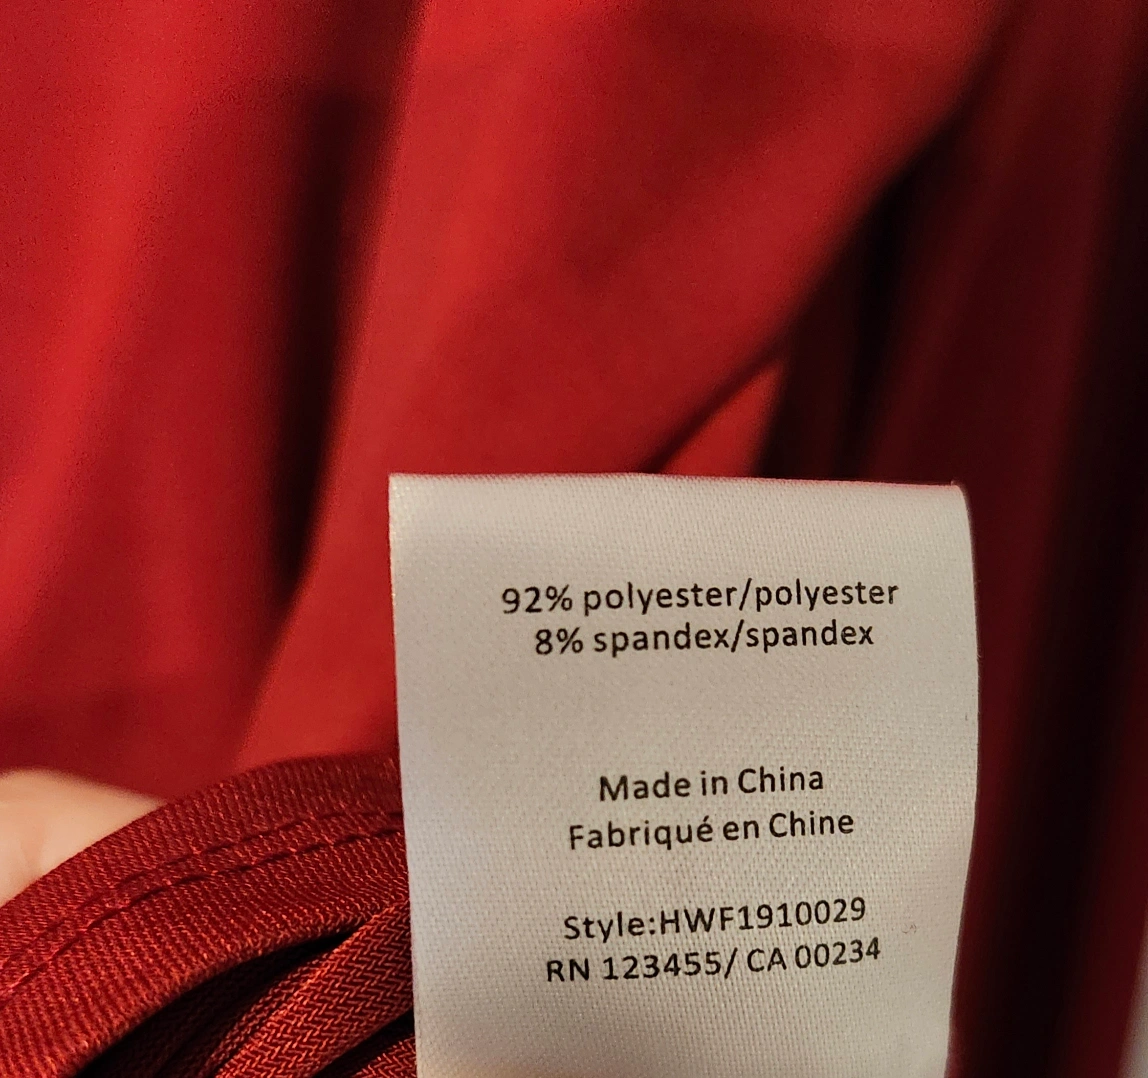 92% polyester/polyester
8% spandex/spandex
Made in China
Fabriqué en Chine
Style:HWF1910029
RN 123455/ CA 00234